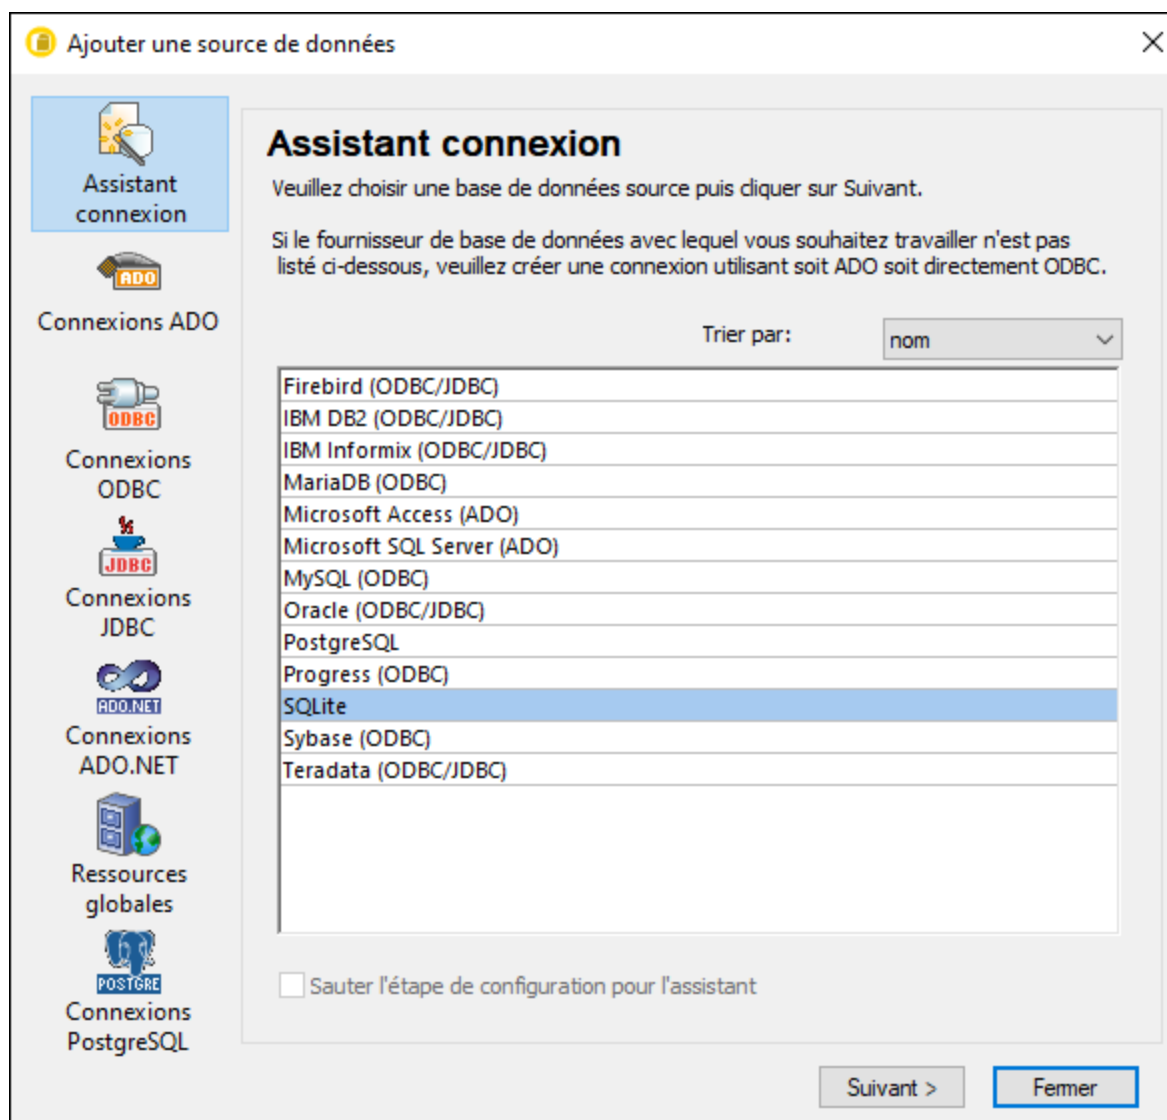 Ajouter une source de données
Assistant
connexion
ADO
Connexions ADO
ODBC
Connexions
ODBC
JDBC
Connexions
JDBC
ADO.NET
Connexions
ADO.NET
Ressources
globales
POSTGRE
Connexions
PostgreSQL
Assistant connexion
Veuillez choisir une base de données source puis cliquer sur Suivant.
Si le fournisseur de base de données avec lequel vous souhaitez travailler n'est pas
listé ci-dessous, veuillez créer une connexion utilisant soit ADO soit directement ODBC.
Trier par: nom
Firebird (ODBC/JDBC)
IBM DB2 (ODBC/JDBC)
IBM Informix (ODBC/JDBC)
MariaDB (ODBC)
Microsoft Access (ADO)
Microsoft SQL Server (ADO)
MySQL (ODBC)
Oracle (ODBC/JDBC)
PostgreSQL
Progress (ODBC)
SQLite
Sybase (ODBC)
Teradata (ODBC/JDBC)
Sauter l'étape de configuration pour l'assistant
Suivant > Fermer